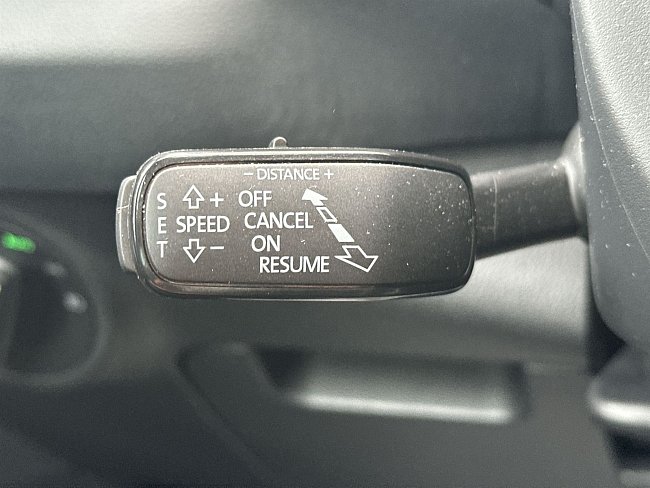 − DISTANCE +
S + OFF
E SPEED CANCEL
T − ON
RESUME